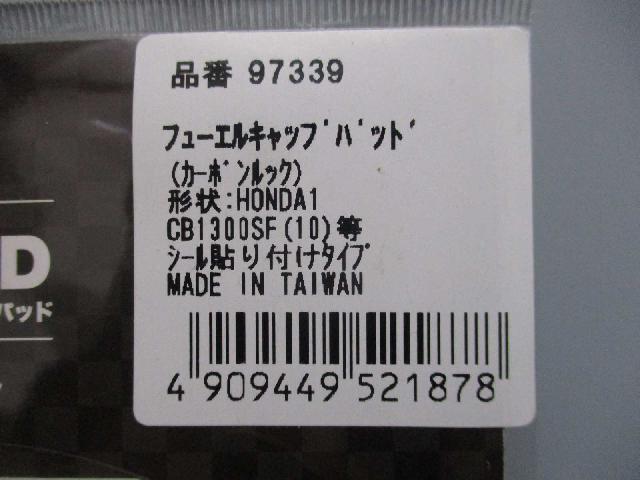 品番 97339
フューエルキャップﾞパﾞットﾞ
(ｶｰﾎﾞﾝﾙｯｸ)
形状:HONDA1
CB1300SF(10)等
ｼｰﾙ貼り付けﾀｲﾌﾟ
MADE IN TAIWAN
4 909449 521878
D
パッド